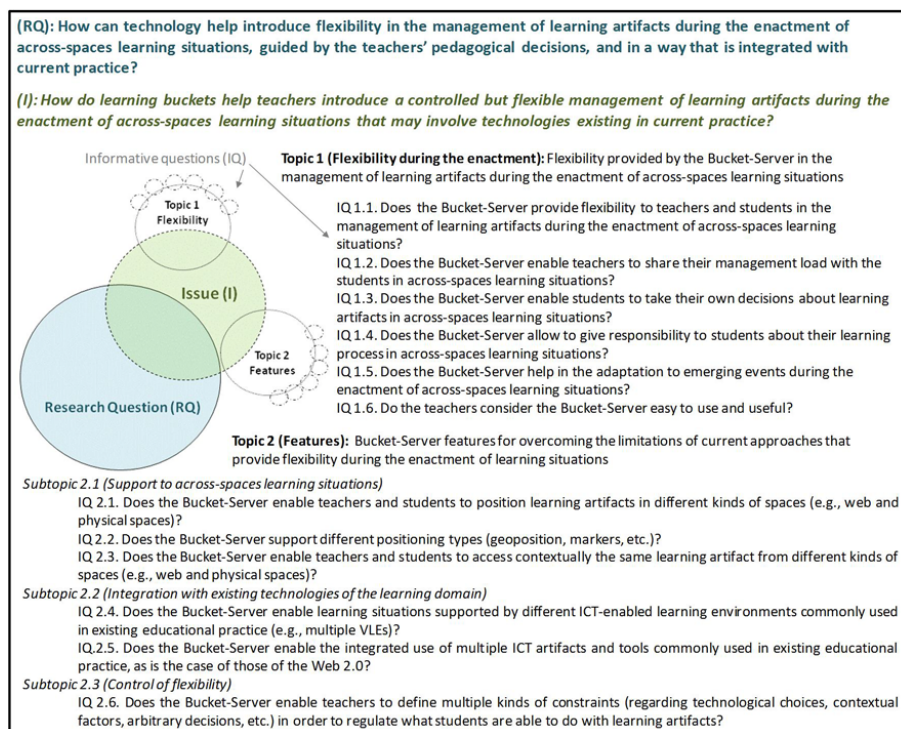 (RQ): How can technology help introduce flexibility in the management of learning artifacts during the enactment of
across-spaces learning situations, guided by the teachers' pedagogical decisions, and in a way that is integrated with
current practice?
(I): How do learning buckets help teachers introduce a controlled but flexible management of learning artifacts during the
enactment of across-spaces learning situations that may involve technologies existing in current practice?
Informative questions (IQ)
Topic 1
Flexibility
Issue (I)
Topic 2
Features
Research Question (RQ)
Topic 1 (Flexibility during the enactment): Flexibility provided by the Bucket-Server in the
management of learning artifacts during the enactment of across-spaces learning situations
IQ 1.1. Does the Bucket-Server provide flexibility to teachers and students in the
management of learning artifacts during the enactment of across-spaces learning
situations?
IQ 1.2. Does the Bucket-Server enable teachers to share their management load with the
students in across-spaces learning situations?
IQ 1.3. Does the Bucket-Server enable students to take their own decisions about learning
artifacts in across-spaces learning situations?
IQ 1.4. Does the Bucket-Server allow to give responsibility to students about their learning
process in across-spaces learning situations?
IQ 1.5. Does the Bucket-Server help in the adaptation to emerging events during the
enactment of across-spaces learning situations?
IQ 1.6. Do the teachers consider the Bucket-Server easy to use and useful?
Topic 2 (Features): Bucket-Server features for overcoming the limitations of current approaches that
provide flexibility during the enactment of learning situations
Subtopic 2.1 (Support to across-spaces learning situations)
IQ 2.1. Does the Bucket-Server enable teachers and students to position learning artifacts in different kinds of spaces (e.g., web and
physical spaces)?
IQ 2.2. Does the Bucket-Server support different positioning types (geoposition, markers, etc.)?
IQ 2.3. Does the Bucket-Server enable teachers and students to access contextually the same learning artifact from different kinds of
spaces (e.g., web and physical spaces)?
Subtopic 2.2 (Integration with existing technologies of the learning domain)
IQ 2.4. Does the Bucket-Server enable learning situations supported by different ICT-enabled learning environments commonly used
in existing educational practice (e.g., multiple VLEs)?
IQ.2.5. Does the Bucket-Server enable the integrated use of multiple ICT artifacts and tools commonly used in existing educational
practice, as is the case of those of the Web 2.0?
Subtopic 2.3 (Control of flexibility)
IQ 2.6. Does the Bucket-Server enable teachers to define multiple kinds of constraints (regarding technological choices, contextual
factors, arbitrary decisions, etc.) in order to regulate what students are able to do with learning artifacts?